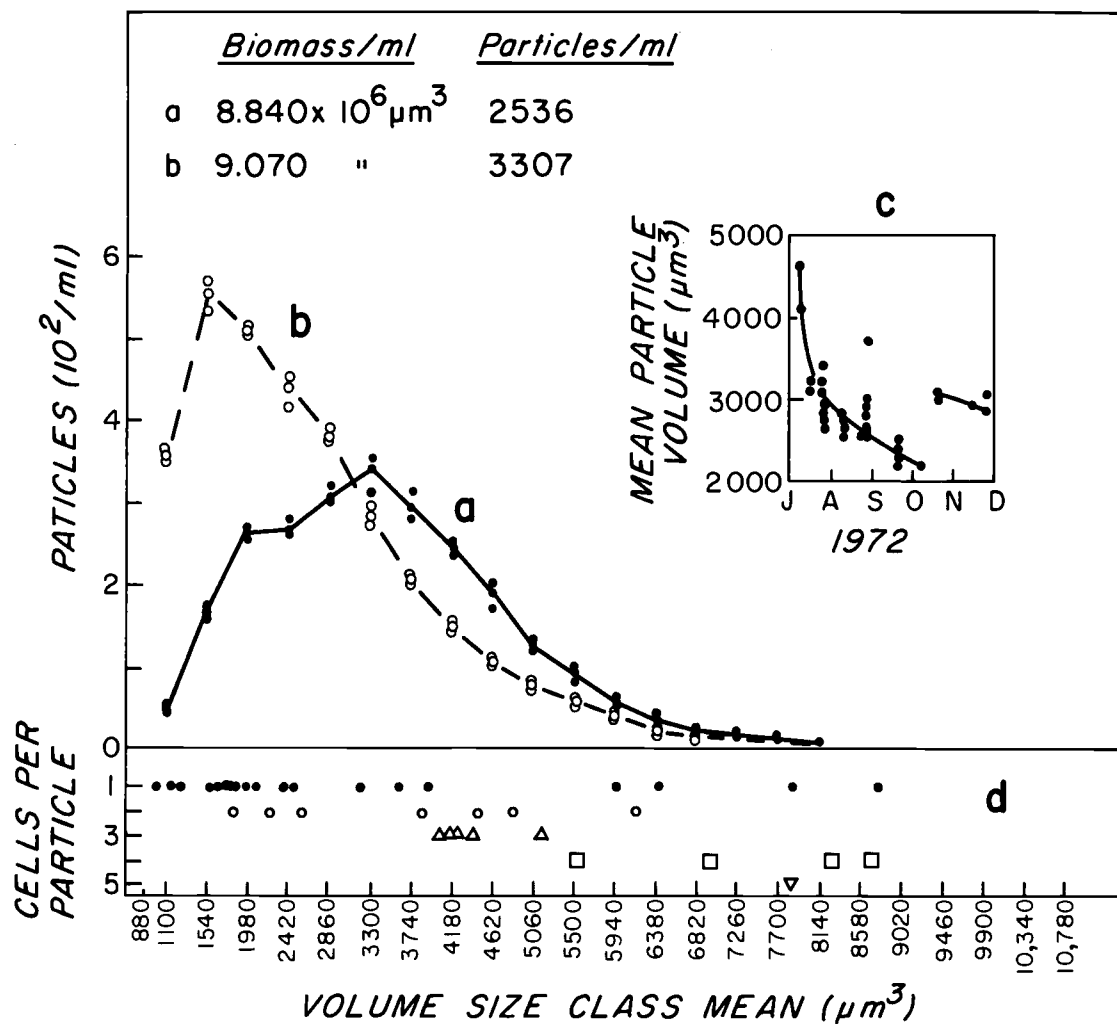 Biomass/ml Particles/ml
a 8.840x 10⁶μm³ 2536
b 9.070 " 3307
c
MEAN PARTICLE
VOLUME (μm³)
5000
4000
3000
2000
J A S O N D
1972
PATICLES (10²/ml)
6
4
2
0
b
a
CELLS PER
PARTICLE
1
3
5
d
880 1100 1540 1980 2420 2860 3300 3740 4180 4620 5060 5500 5940 6380 6820 7260 7700 8140 8580 9020 9460 9900 10,340 10,780
VOLUME SIZE CLASS MEAN (μm³)